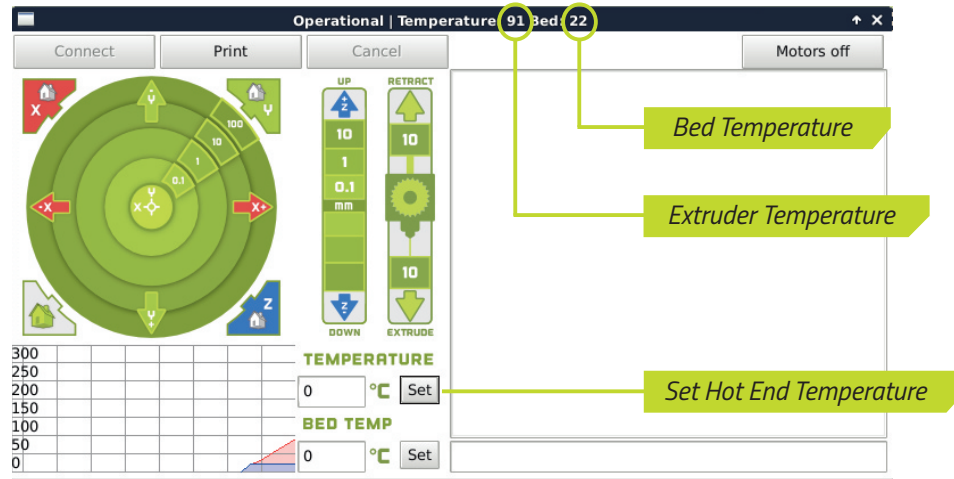 Operational | Temperature: 91 Bed: 22
Connect
Print
Cancel
Motors off
X
-Y
Y
100
10
1
0.1
Y
X
-X
X+
Y+
Z
UP
+Z
10
1
0.1
mm
Z-
DOWN
RETRACT
10
10
EXTRUDE
Bed Temperature
Extruder Temperature
300
250
200
150
100
50
0
TEMPERATURE
0
°C
Set
Set Hot End Temperature
BED TEMP
0
°C
Set